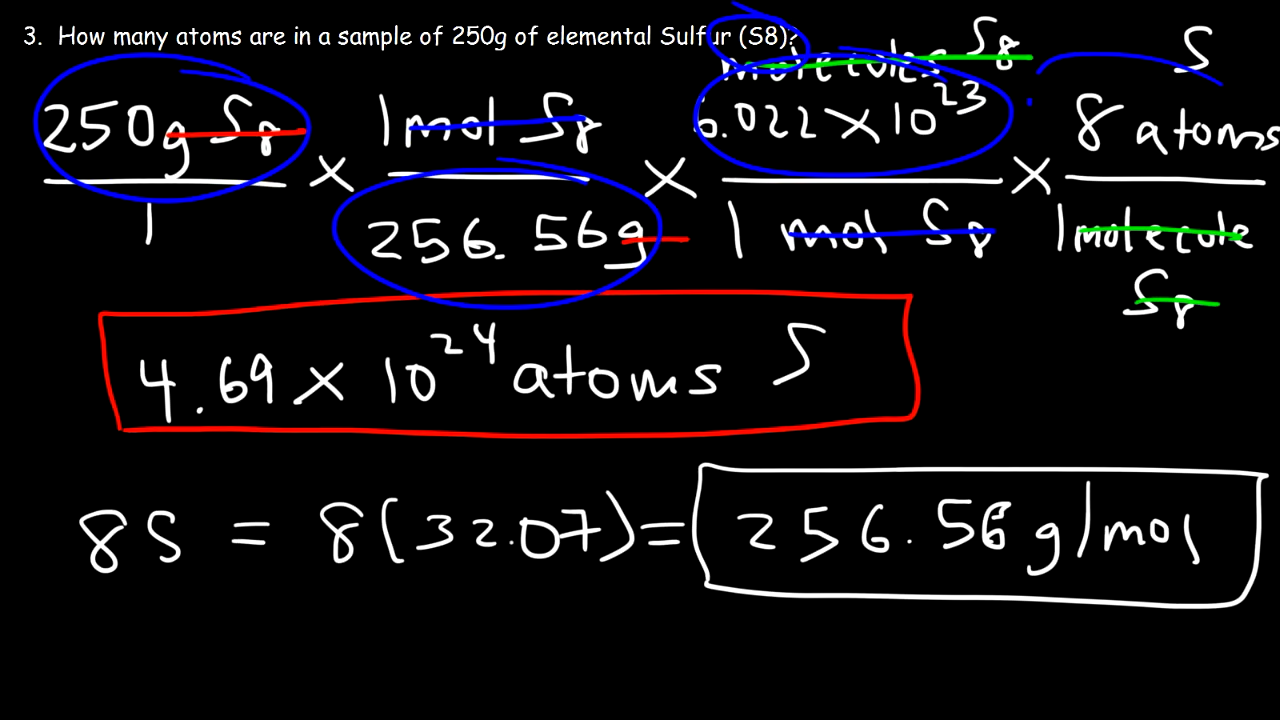 3. How many atoms are in a sample of 250g of elemental Sulfur (S8)?
molecules S8 S
250g S8 × 1 mol S8 × 6.022 × 10^23 × 8 atoms
1 256.56g 1 mol S8 1 molecule
S8
4.69 × 10^24 atoms S
8S = 8(32.07) = 256.56 g/mol